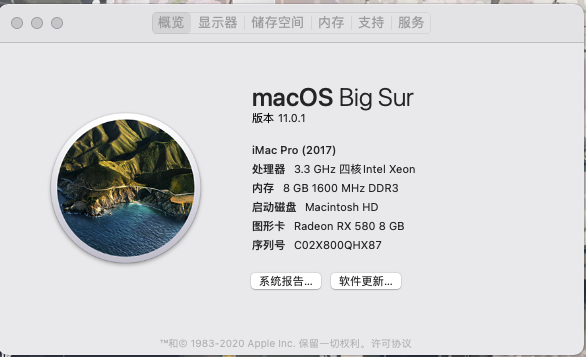 概览 显示器 储存空间 内存 支持 服务
macOS Big Sur
版本 11.0.1
iMac Pro (2017)
处理器 3.3 GHz 四核Intel Xeon
内存 8 GB 1600 MHz DDR3
启动磁盘 Macintosh HD
图形卡 Radeon RX 580 8 GB
序列号 C02X800QHX87
系统报告... 软件更新...
™和© 1983-2020 Apple Inc. 保留一切权利。许可协议